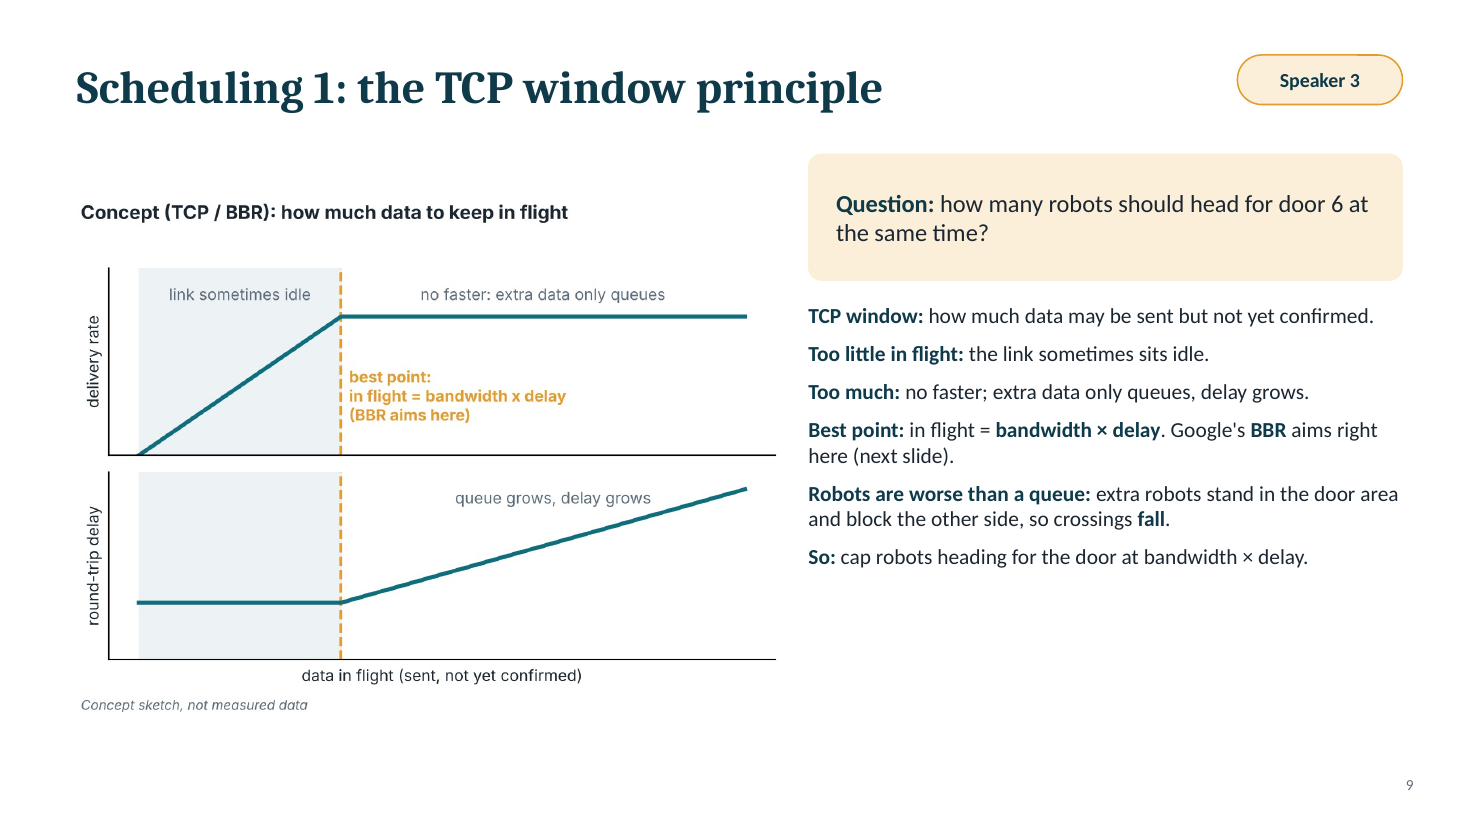 Scheduling 1: the TCP window principle
Speaker 3
Concept (TCP / BBR): how much data to keep in flight
link sometimes idle
no faster: extra data only queues
delivery rate
best point:
in flight = bandwidth x delay
(BBR aims here)
queue grows, delay grows
round-trip delay
data in flight (sent, not yet confirmed)
Concept sketch, not measured data
Question: how many robots should head for door 6 at
the same time?
TCP window: how much data may be sent but not yet confirmed.
Too little in flight: the link sometimes sits idle.
Too much: no faster; extra data only queues, delay grows.
Best point: in flight = bandwidth × delay. Google's BBR aims right
here (next slide).
Robots are worse than a queue: extra robots stand in the door area
and block the other side, so crossings fall.
So: cap robots heading for the door at bandwidth × delay.
9